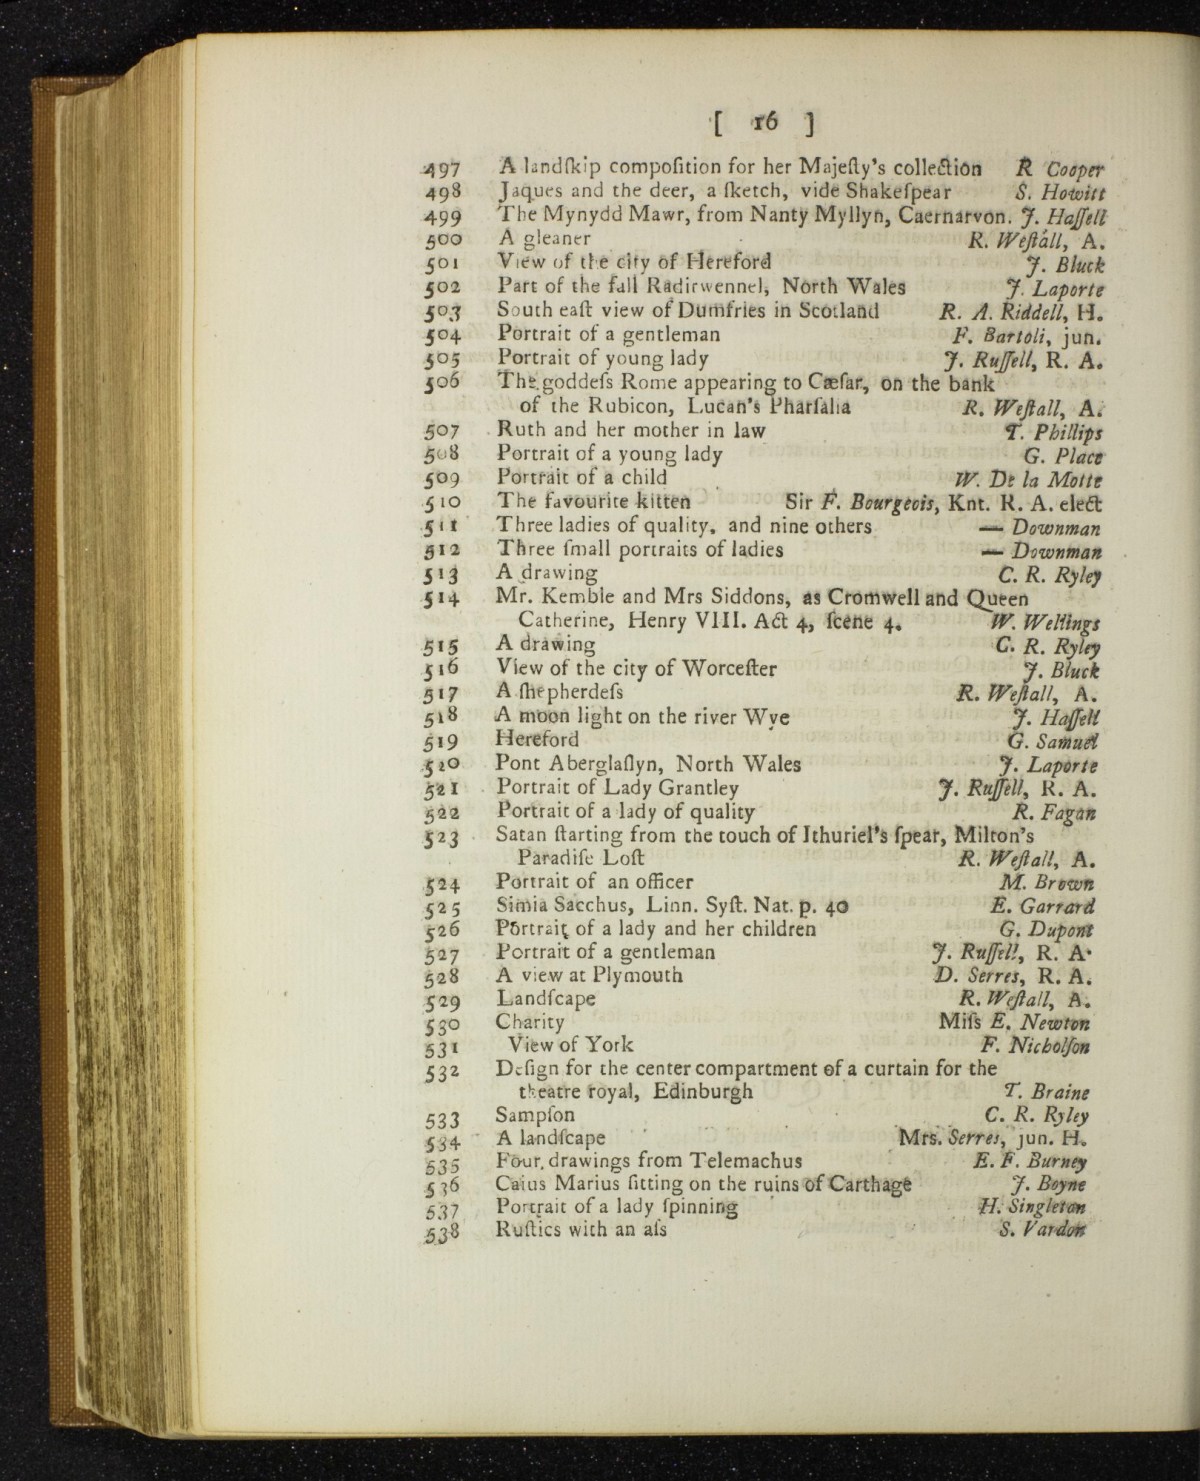 [ 16 ]
497 A landſkip compoſition for her Majeſty's collection R Cooper
498 Jaques and the deer, a ſketch, vide Shakeſpear S. Howitt
499 The Mynydd Mawr, from Nanty Myllyn, Caernarvon. J. Haſſell
500 A gleaner R. Weſtall, A.
501 View of the city of Hereford J. Bluck
502 Part of the fall Radirwennel, North Wales J. Laporte
503 South eaſt view of Dumfries in Scotland R. A. Riddell, H.
504 Portrait of a gentleman F. Bartoli, jun.
505 Portrait of young lady J. Ruſſell, R. A.
506 The goddeſs Rome appearing to Cæſar, on the bank
of the Rubicon, Lucan's Pharſalia R. Weſtall, A.
507 Ruth and her mother in law T. Phillips
508 Portrait of a young lady G. Place
509 Portrait of a child W. De la Motte
510 The favourite kitten Sir F. Bourgeois, Knt. R. A. elect
511 Three ladies of quality, and nine others — Downman
512 Three ſmall portraits of ladies — Downman
513 A drawing C. R. Ryley
514 Mr. Kemble and Mrs Siddons, as Cromwell and Queen
Catherine, Henry VIII. Act 4, ſcene 4. W. Wellings
515 A drawing C. R. Ryley
516 View of the city of Worceſter J. Bluck
517 A ſhepherdeſs R. Weſtall, A.
518 A moon light on the river Wye J. Haſſell
519 Hereford G. Samuel
520 Pont Aberglaſlyn, North Wales J. Laporte
521 Portrait of Lady Grantley J. Ruſſell, R. A.
522 Portrait of a lady of quality R. Fagan
523 Satan ſtarting from the touch of Ithuriel's ſpear, Milton's
Paradiſe Loſt R. Weſtall, A.
524 Portrait of an officer M. Brown
525 Simia Sacchus, Linn. Syſt. Nat. p. 40 E. Garrard
526 Portrait of a lady and her children G. Dupont
527 Portrait of a gentleman J. Ruſſell, R. A.
528 A view at Plymouth D. Serres, R. A.
529 Landſcape R. Weſtall, A.
530 Charity Miſs E. Newton
531 View of York F. Nicholſon
532 Deſign for the center compartment of a curtain for the
theatre royal, Edinburgh T. Braine
533 Sampſon C. R. Ryley
534 A landſcape Mrs. Serres, jun. H.
535 Four drawings from Telemachus E. F. Burney
536 Caius Marius ſitting on the ruins of Carthage J. Boyne
537 Portrait of a lady ſpinning H. Singleton
538 Ruſtics with an aſs S. Vardon